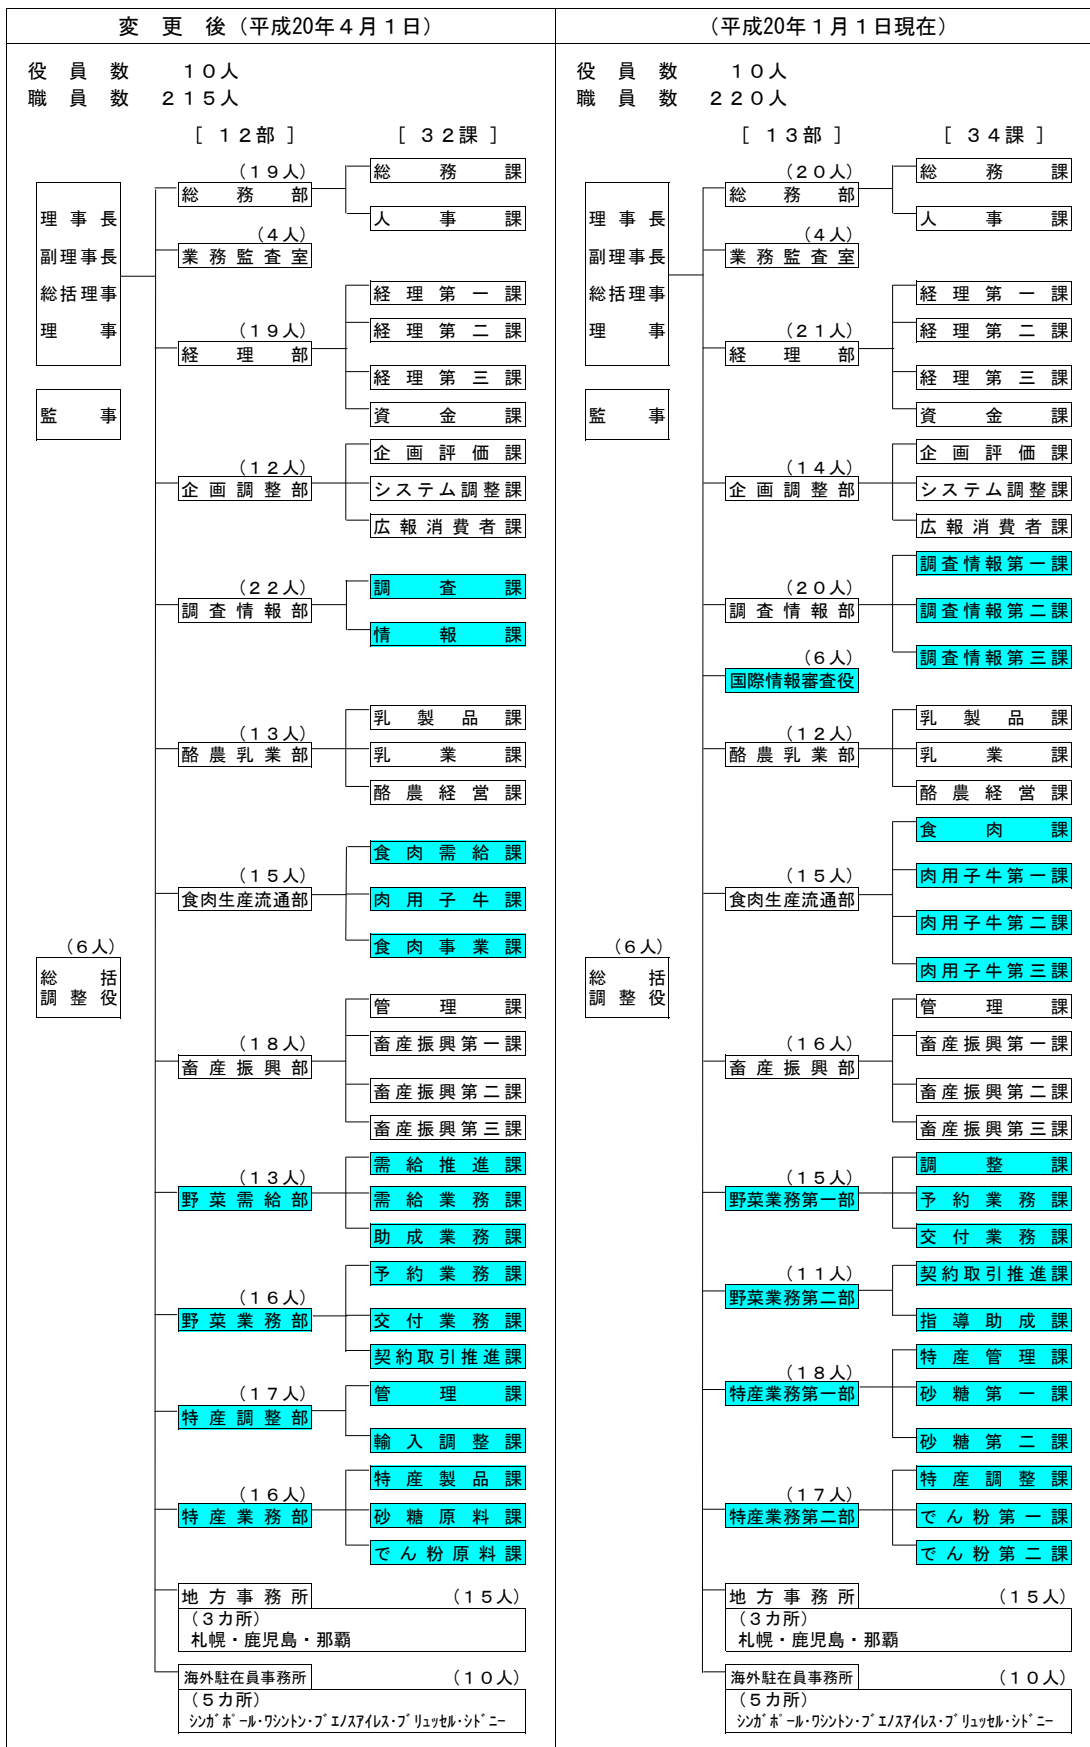 変更後（平成20年４月１日）
役員数 １０人
職員数 ２１５人
［ １２部 ］ ［ ３２課 ］
理事長
副理事長
総括理事
理事
監事
（６人）
総括
調整役
（１９人）
総務部
総務課
人事課
（４人）
業務監査室
（１９人）
経理部
経理第一課
経理第二課
経理第三課
資金課
（１２人）
企画調整部
企画評価課
システム調整課
広報消費者課
（２２人）
調査情報部
調査課
情報課
（１３人）
酪農乳業部
乳製品課
乳業課
酪農経営課
（１５人）
食肉生産流通部
食肉需給課
肉用子牛課
食肉事業課
（１８人）
畜産振興部
管理課
畜産振興第一課
畜産振興第二課
畜産振興第三課
（１３人）
野菜需給部
需給推進課
需給業務課
助成業務課
（１６人）
野菜業務部
予約業務課
交付業務課
契約取引推進課
（１７人）
特産調整部
管理課
輸入調整課
（１６人）
特産業務部
特産製品課
砂糖原料課
でん粉原料課
地方事務所 （１５人）
（３カ所）
札幌・鹿児島・那覇
海外駐在員事務所 （１０人）
（５カ所）
ｼﾝｶﾞﾎﾟｰﾙ・ﾜｼﾝﾄﾝ・ﾌﾞｴﾉｽｱｲﾚｽ・ﾌﾞﾘｭｯｾﾙ・ｼﾄﾞﾆｰ
（平成20年１月１日現在）
役員数 １０人
職員数 ２２０人
［ １３部 ］ ［ ３４課 ］
理事長
副理事長
総括理事
理事
監事
（６人）
総括
調整役
（２０人）
総務部
総務課
人事課
（４人）
業務監査室
（２１人）
経理部
経理第一課
経理第二課
経理第三課
資金課
（１４人）
企画調整部
企画評価課
システム調整課
広報消費者課
（２０人）
調査情報部
調査情報第一課
調査情報第二課
調査情報第三課
（６人）
国際情報審査役
（１２人）
酪農乳業部
乳製品課
乳業課
酪農経営課
（１５人）
食肉生産流通部
食肉課
肉用子牛第一課
肉用子牛第二課
肉用子牛第三課
（１６人）
畜産振興部
管理課
畜産振興第一課
畜産振興第二課
畜産振興第三課
（１５人）
野菜業務第一部
調整課
予約業務課
交付業務課
（１１人）
野菜業務第二部
契約取引推進課
指導助成課
（１８人）
特産業務第一部
特産管理課
砂糖第一課
砂糖第二課
（１７人）
特産業務第二部
特産調整課
でん粉第一課
でん粉第二課
地方事務所 （１５人）
（３カ所）
札幌・鹿児島・那覇
海外駐在員事務所 （１０人）
（５カ所）
ｼﾝｶﾞﾎﾟｰﾙ・ﾜｼﾝﾄﾝ・ﾌﾞｴﾉｽｱｲﾚｽ・ﾌﾞﾘｭｯｾﾙ・ｼﾄﾞﾆｰ